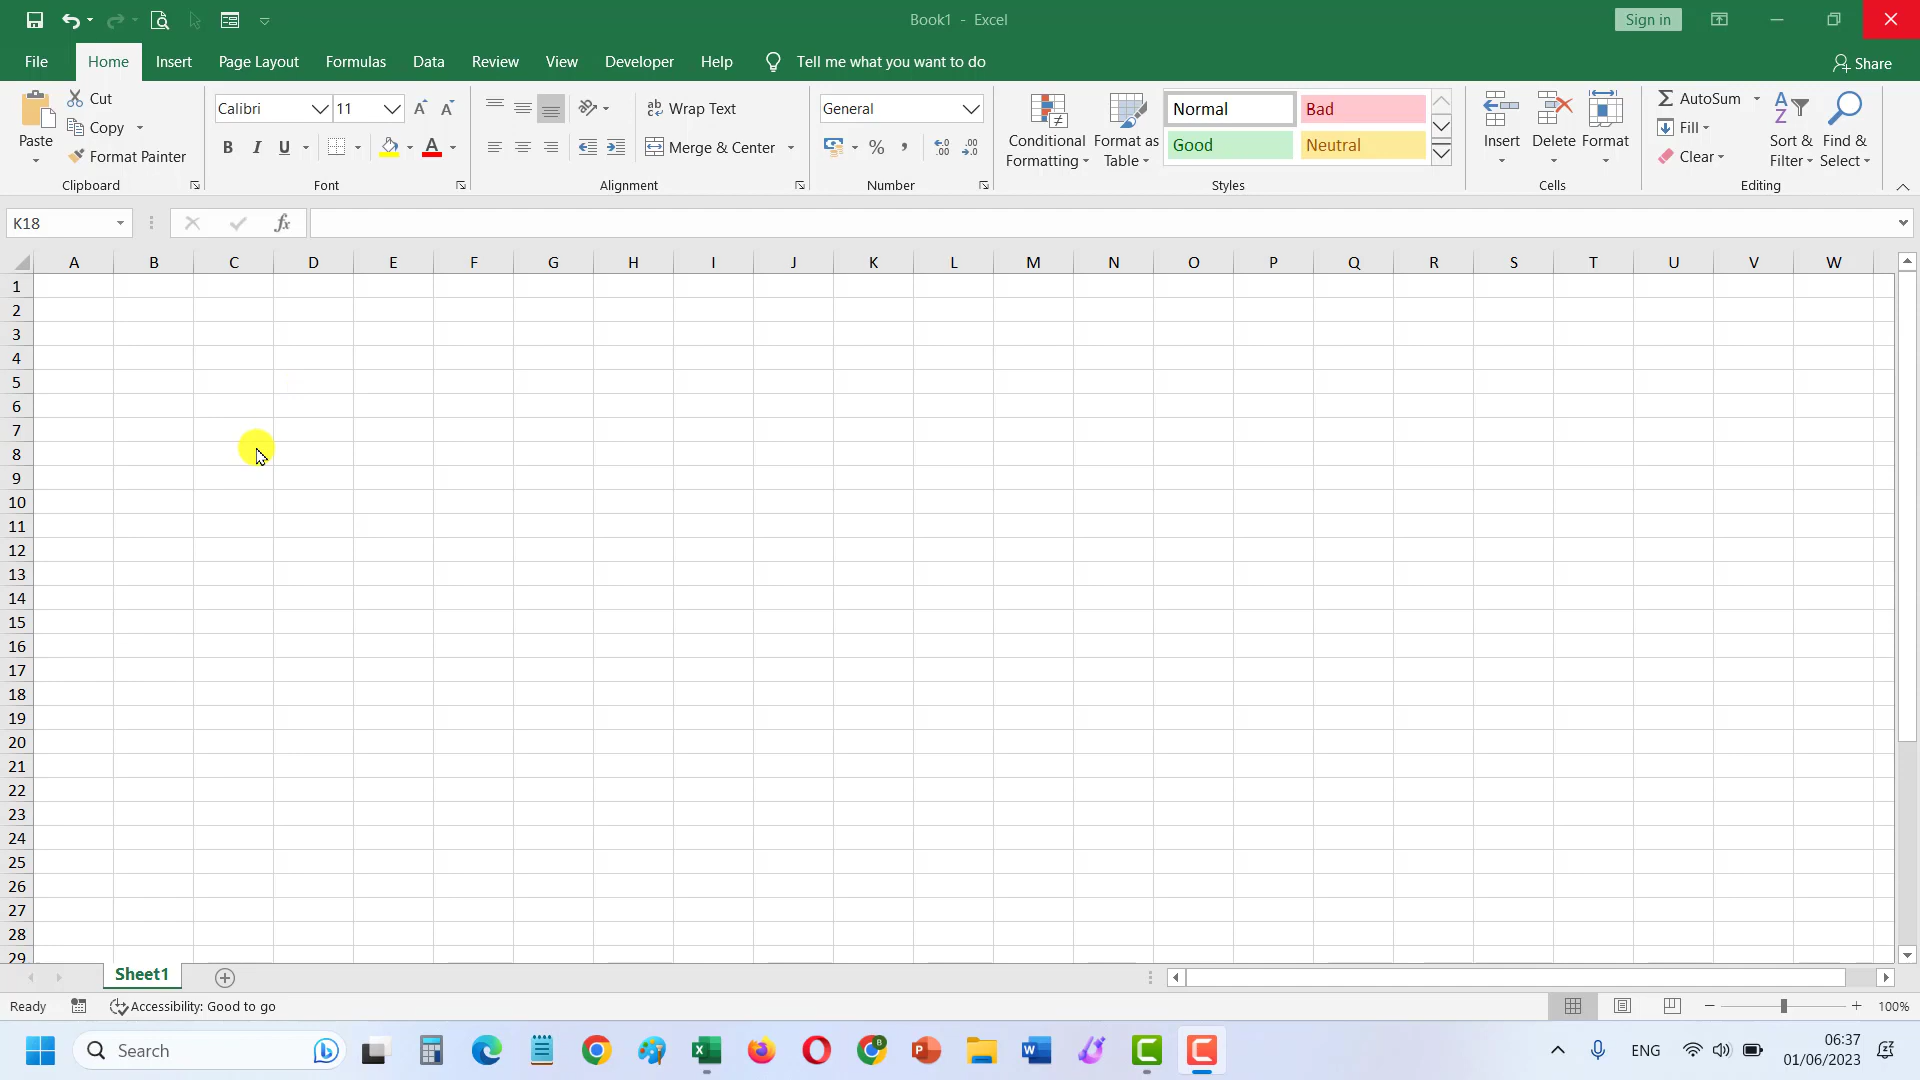 Book1 - Excel
Sign in
File Home Insert Page Layout Formulas Data Review View Developer Help Tell me what you want to do Share
Paste
Cut
Copy
Format Painter
Clipboard
Calibri 11
B I U A
Font
Wrap Text
Merge & Center
Alignment
General
% ,
Number
Conditional
Formatting
Format as
Table
Normal Bad
Good Neutral
Styles
Insert Delete Format
Cells
AutoSum
Fill
Clear
Sort &
Filter
Find &
Select
Editing
K18 fx
A B C D E F G H I J K L M N O P Q R S T U V W
1
2
3
4
5
6
7
8
9
10
11
12
13
14
15
16
17
18
19
20
21
22
23
24
25
26
27
28
29
Sheet1
Ready Accessibility: Good to go 100%
Search ENG 06:37
01/06/2023